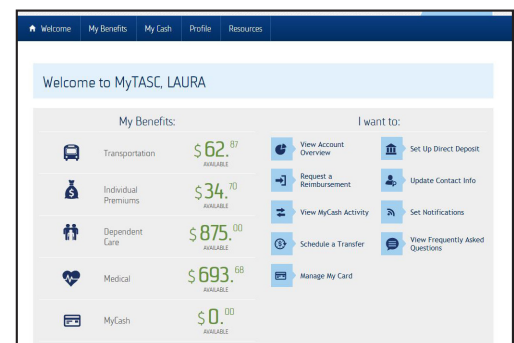 Welcome My Benefits My Cash Profile Resources
Welcome to MyTASC, LAURA
My Benefits:
Transportation $62.87
AVAILABLE
Individual
Premiums $34.70
AVAILABLE
Dependent
Care $875.00
AVAILABLE
Medical $693.68
AVAILABLE
MyCash $0.00
AVAILABLE
I want to:
View Account
Overview
Request a
Reimbursement
View MyCash Activity
Schedule a Transfer
Manage My Card
Set Up Direct Deposit
Update Contact Info
Set Notifications
View Frequently Asked
Questions